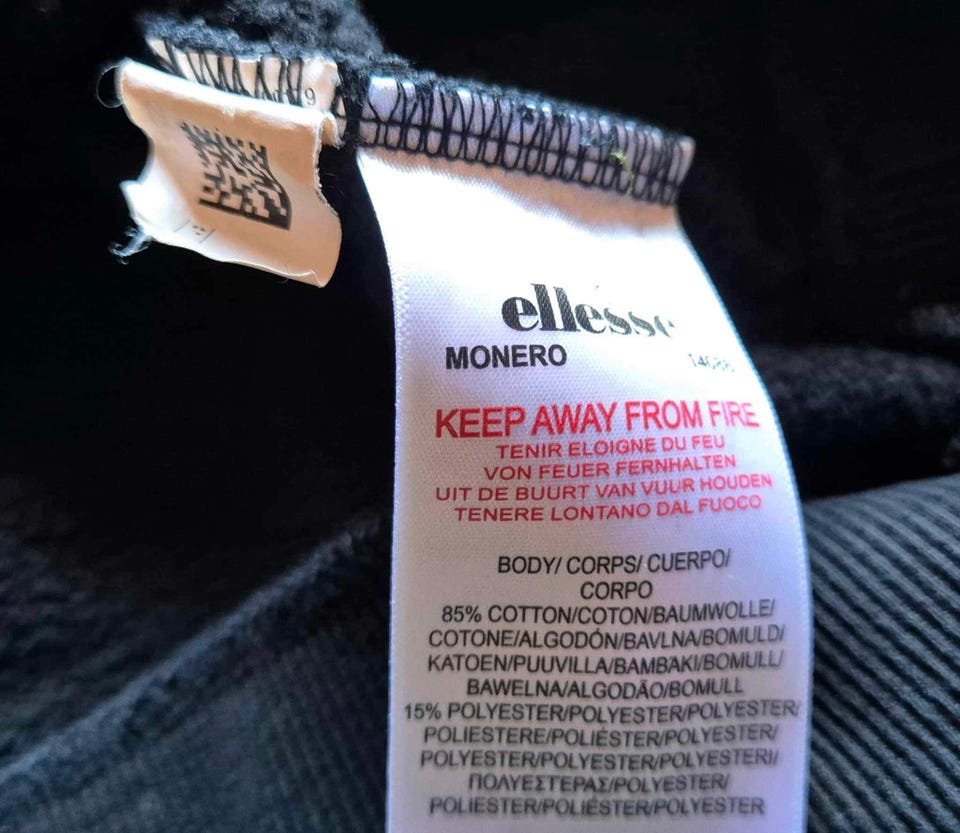 ellesse
MONERO
KEEP AWAY FROM FIRE
TENIR ELOIGNE DU FEU
VON FEUER FERNHALTEN
UIT DE BUURT VAN VUUR HOUDEN
TENERE LONTANO DAL FUOCO
BODY/ CORPS/ CUERPO/
CORPO
85% COTTON/COTON/BAUMWOLLE/
COTONE/ALGODÓN/BAVLNA/BOMULD/
KATOEN/PUUVILLA/BAMBAKI/BOMULL/
BAWELNA/ALGODÃO/BOMULL
15% POLYESTER/POLYESTER/POLYESTER/
POLIESTERE/POLIÉSTER/POLYESTER/
POLYESTER/POLYESTER/POLYESTERI/
ΠΟΛΥΕΣΤΕΡΑΣ/POLYESTER/
POLIESTER/POLIÉSTER/POLYESTER